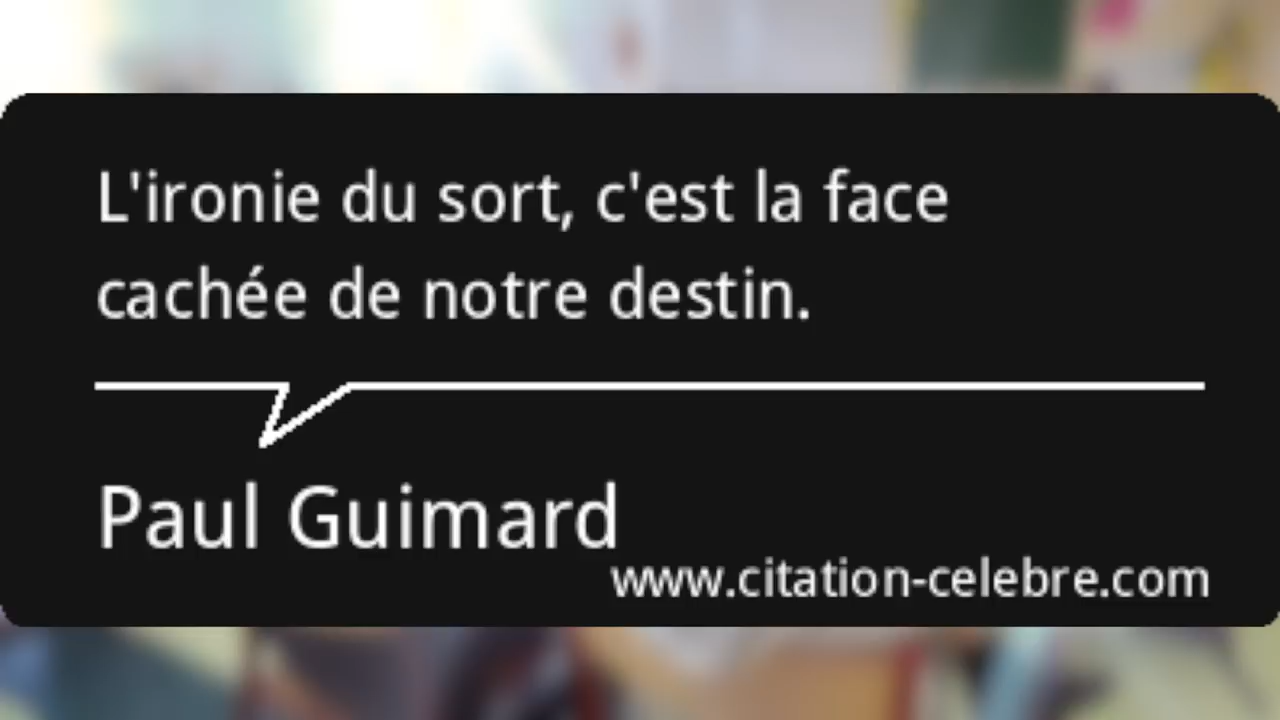 L'ironie du sort, c'est la face
cachée de notre destin.
Paul Guimard
www.citation-celebre.com